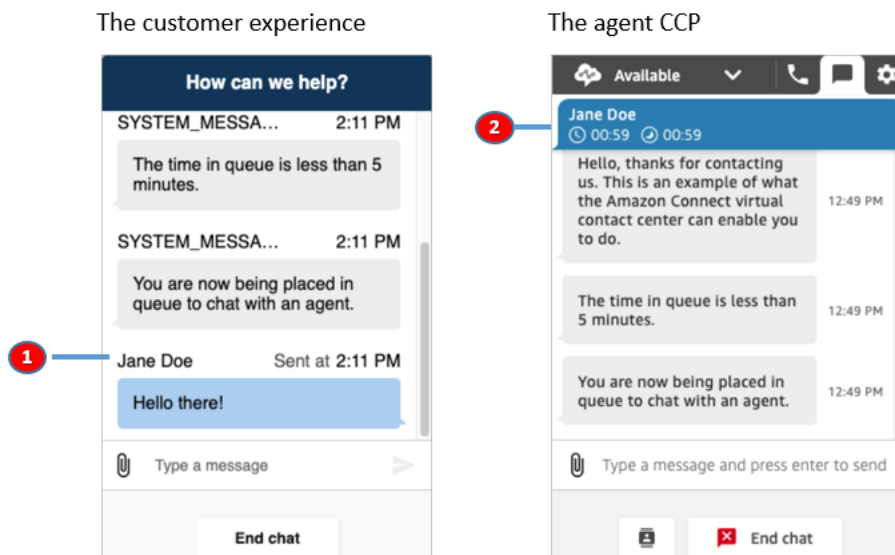 The customer experience
How can we help?
SYSTEM_MESSA... 2:11 PM
The time in queue is less than 5
minutes.
SYSTEM_MESSA... 2:11 PM
You are now being placed in
queue to chat with an agent.
1
Jane Doe Sent at 2:11 PM
Hello there!
Type a message
End chat
The agent CCP
Available
2
Jane Doe
00:59 00:59
Hello, thanks for contacting
us. This is an example of what
the Amazon Connect virtual
contact center can enable you
to do.
12:49 PM
The time in queue is less than
5 minutes.
12:49 PM
You are now being placed in
queue to chat with an agent.
12:49 PM
Type a message and press enter to send
End chat